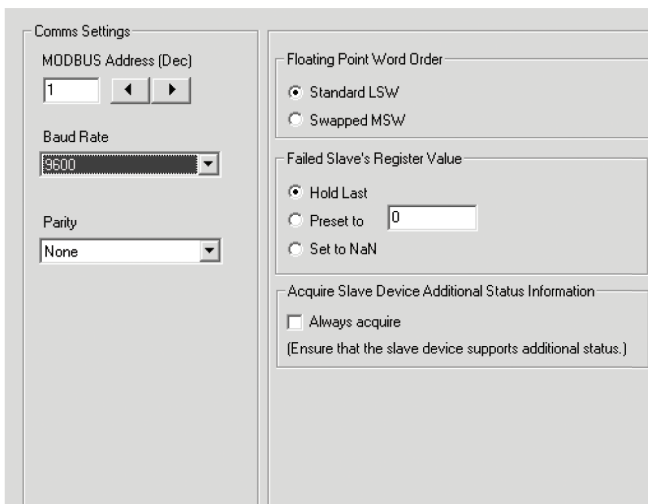 Comms Settings
MODBUS Address (Dec)
1
Baud Rate
9600
Parity
None
Floating Point Word Order
Standard LSW
Swapped MSW
Failed Slave's Register Value
Hold Last
Preset to 0
Set to NaN
Acquire Slave Device Additional Status Information
Always acquire
(Ensure that the slave device supports additional status.)